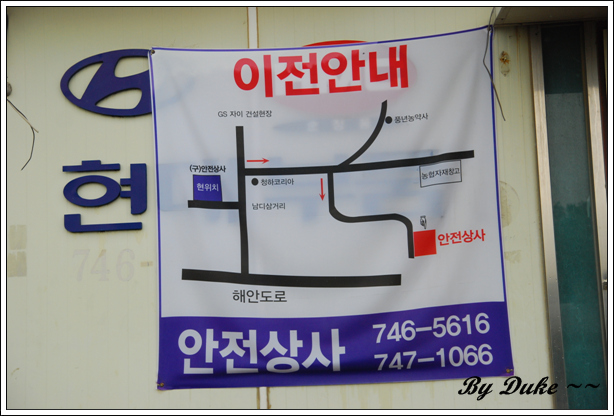 이전안내
GS 자이 건설현장
풍년농약사
(구)안전상사
현위치
청하코리아
농협자재창고
남디삼거리
안전상사
해안도로
안전상사
746-5616
747-1066
현
746
By Duke ~~